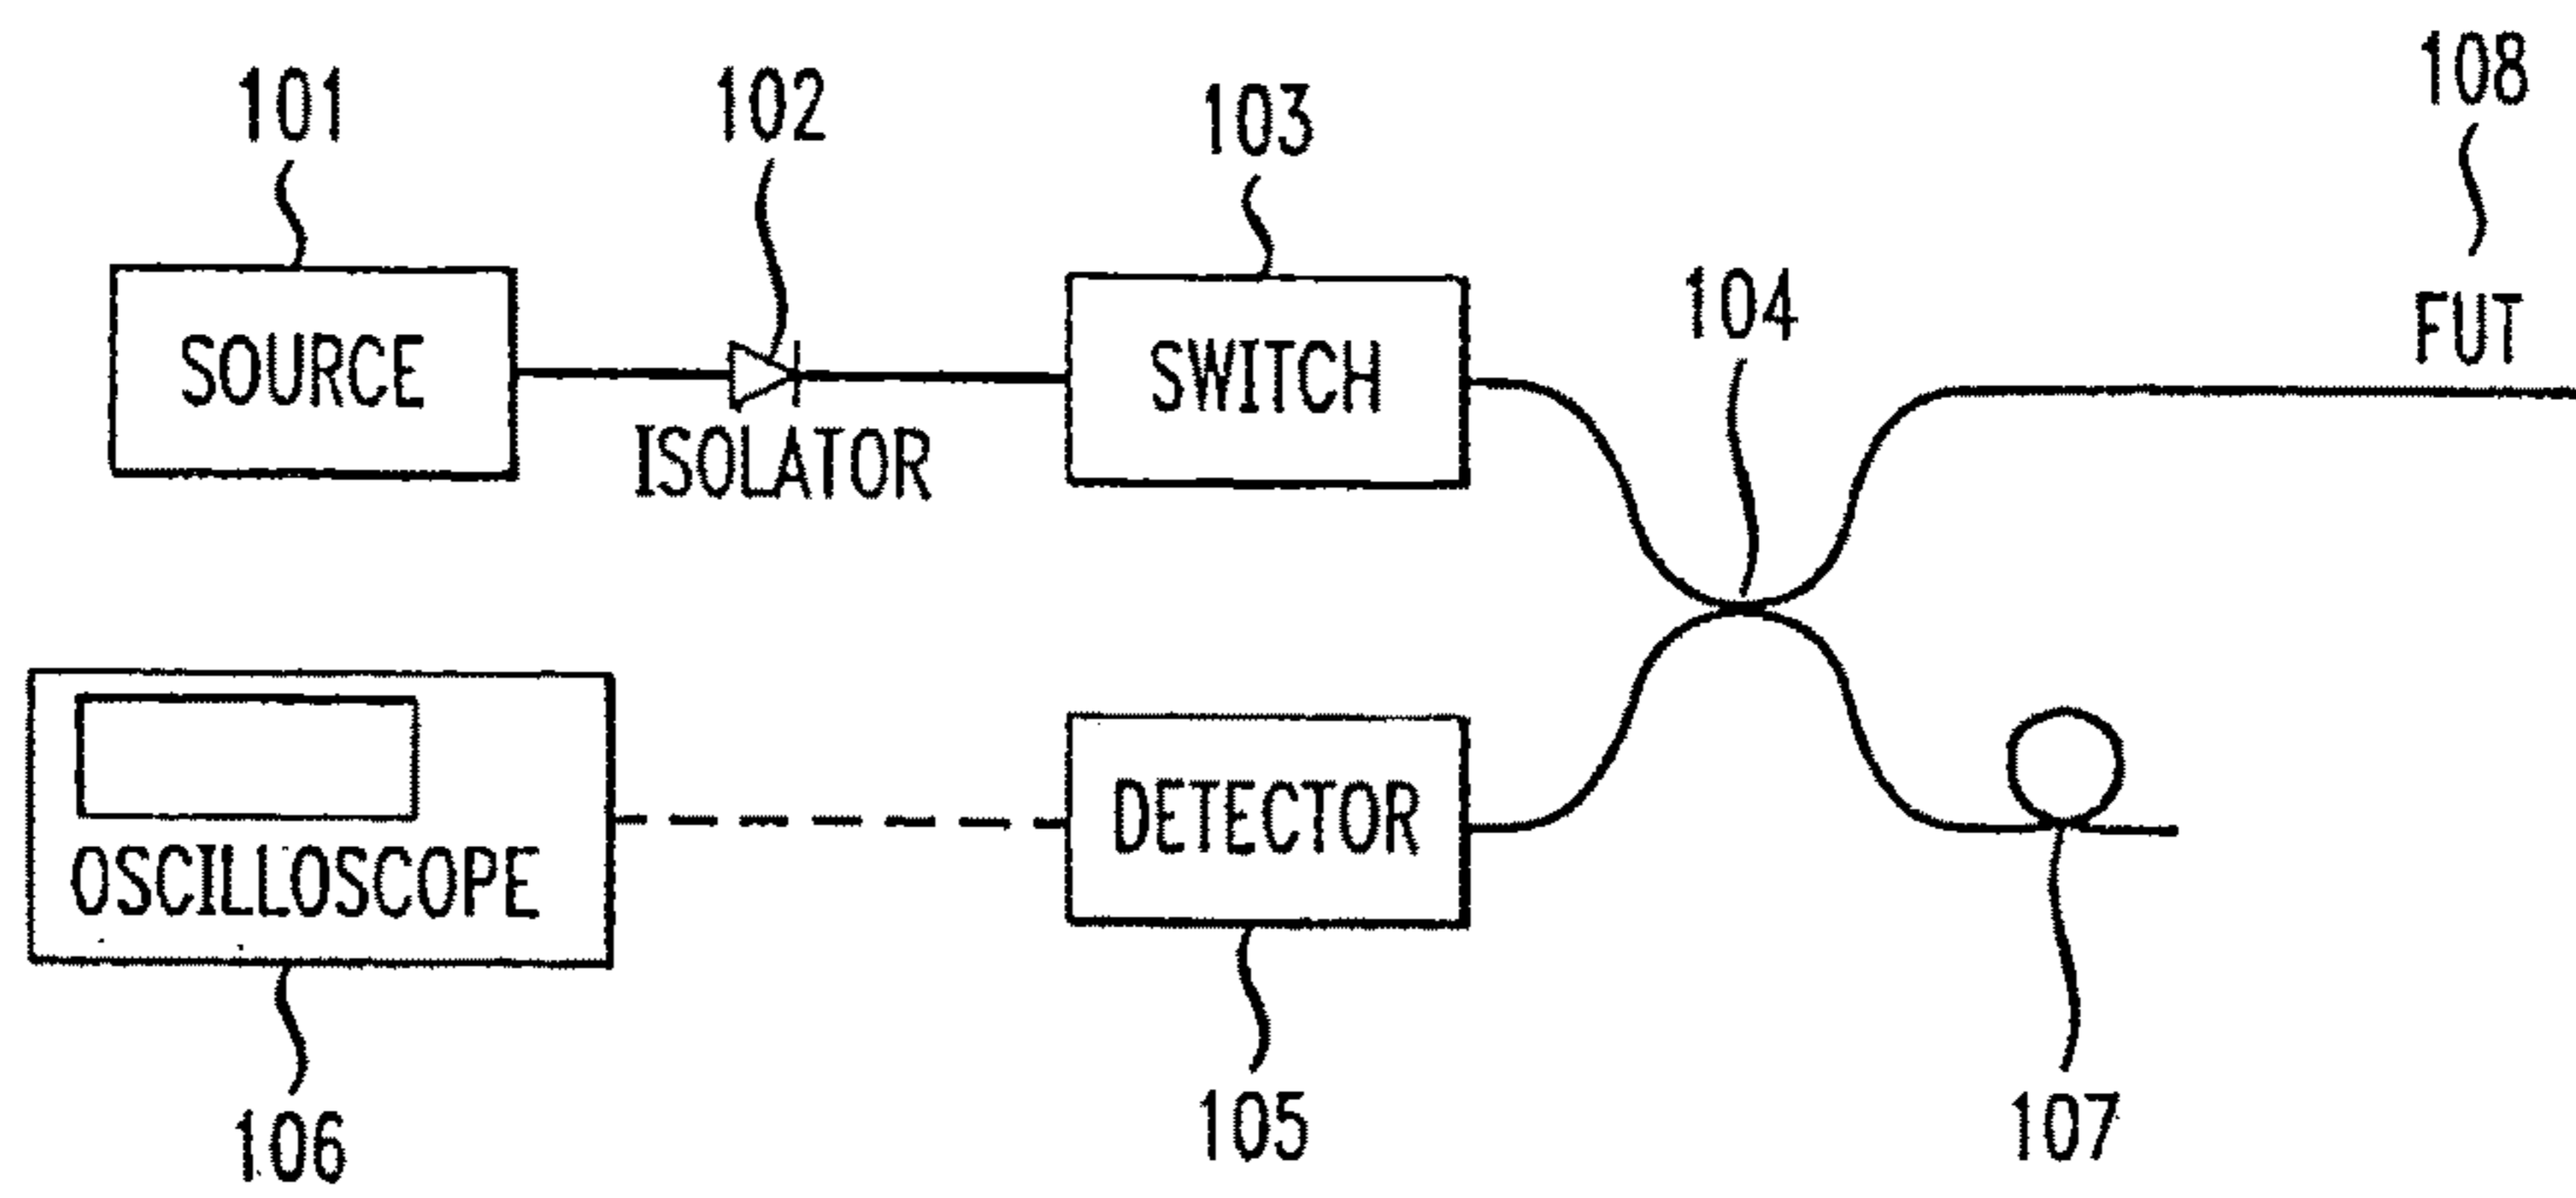 101
102
103
108
104
SOURCE
ISOLATOR
SWITCH
FUT
OSCILLOSCOPE
DETECTOR
106
105
107